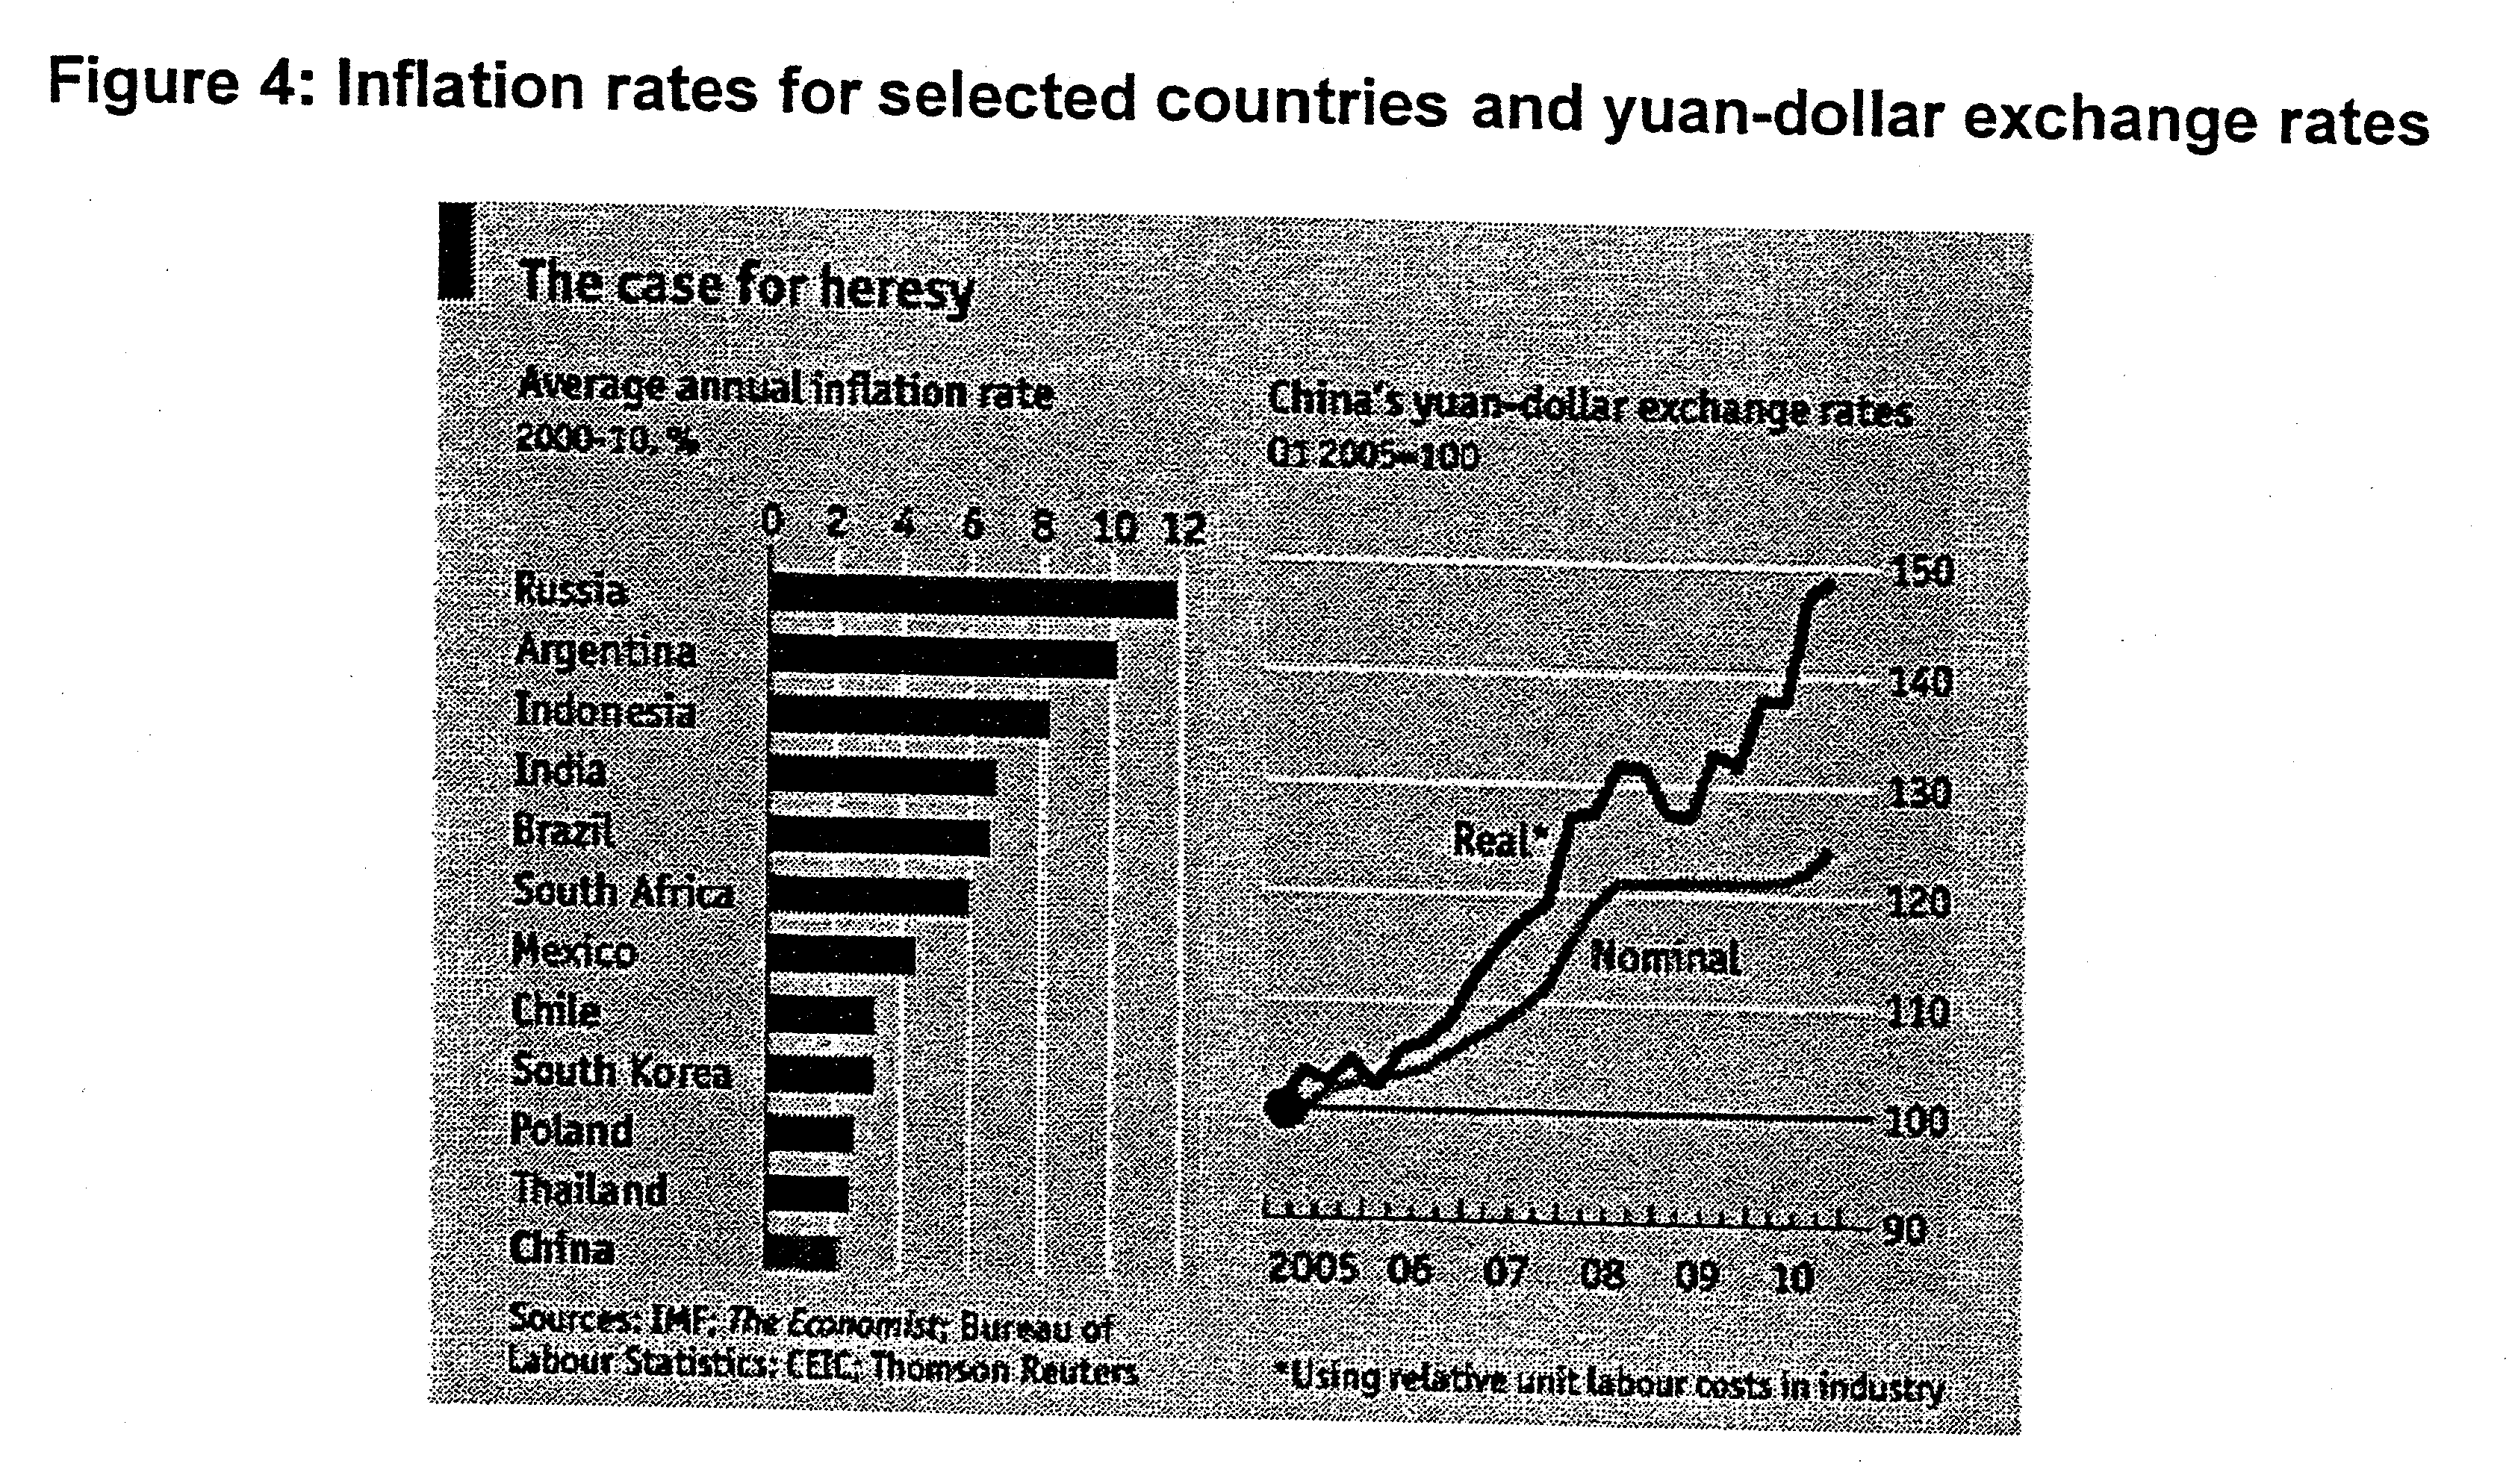 Figure 4: Inflation rates for selected countries and yuan-dollar exchange rates
The case for heresy
Average annual inflation rate
2000-10, %
0 2 4 6 8 10 12
Russia
Argentina
Indonesia
India
Brazil
South Africa
Mexico
Chile
South Korea
Poland
Thailand
China
Sources: IMF; The Economist; Bureau of
Labour Statistics; CEIC; Thomson Reuters
China's yuan-dollar exchange rates
Q1 2005=100
150
140
130
Real*
120
Nominal
110
100
90
2005 06 07 08 09 10
*Using relative unit labour costs in industry